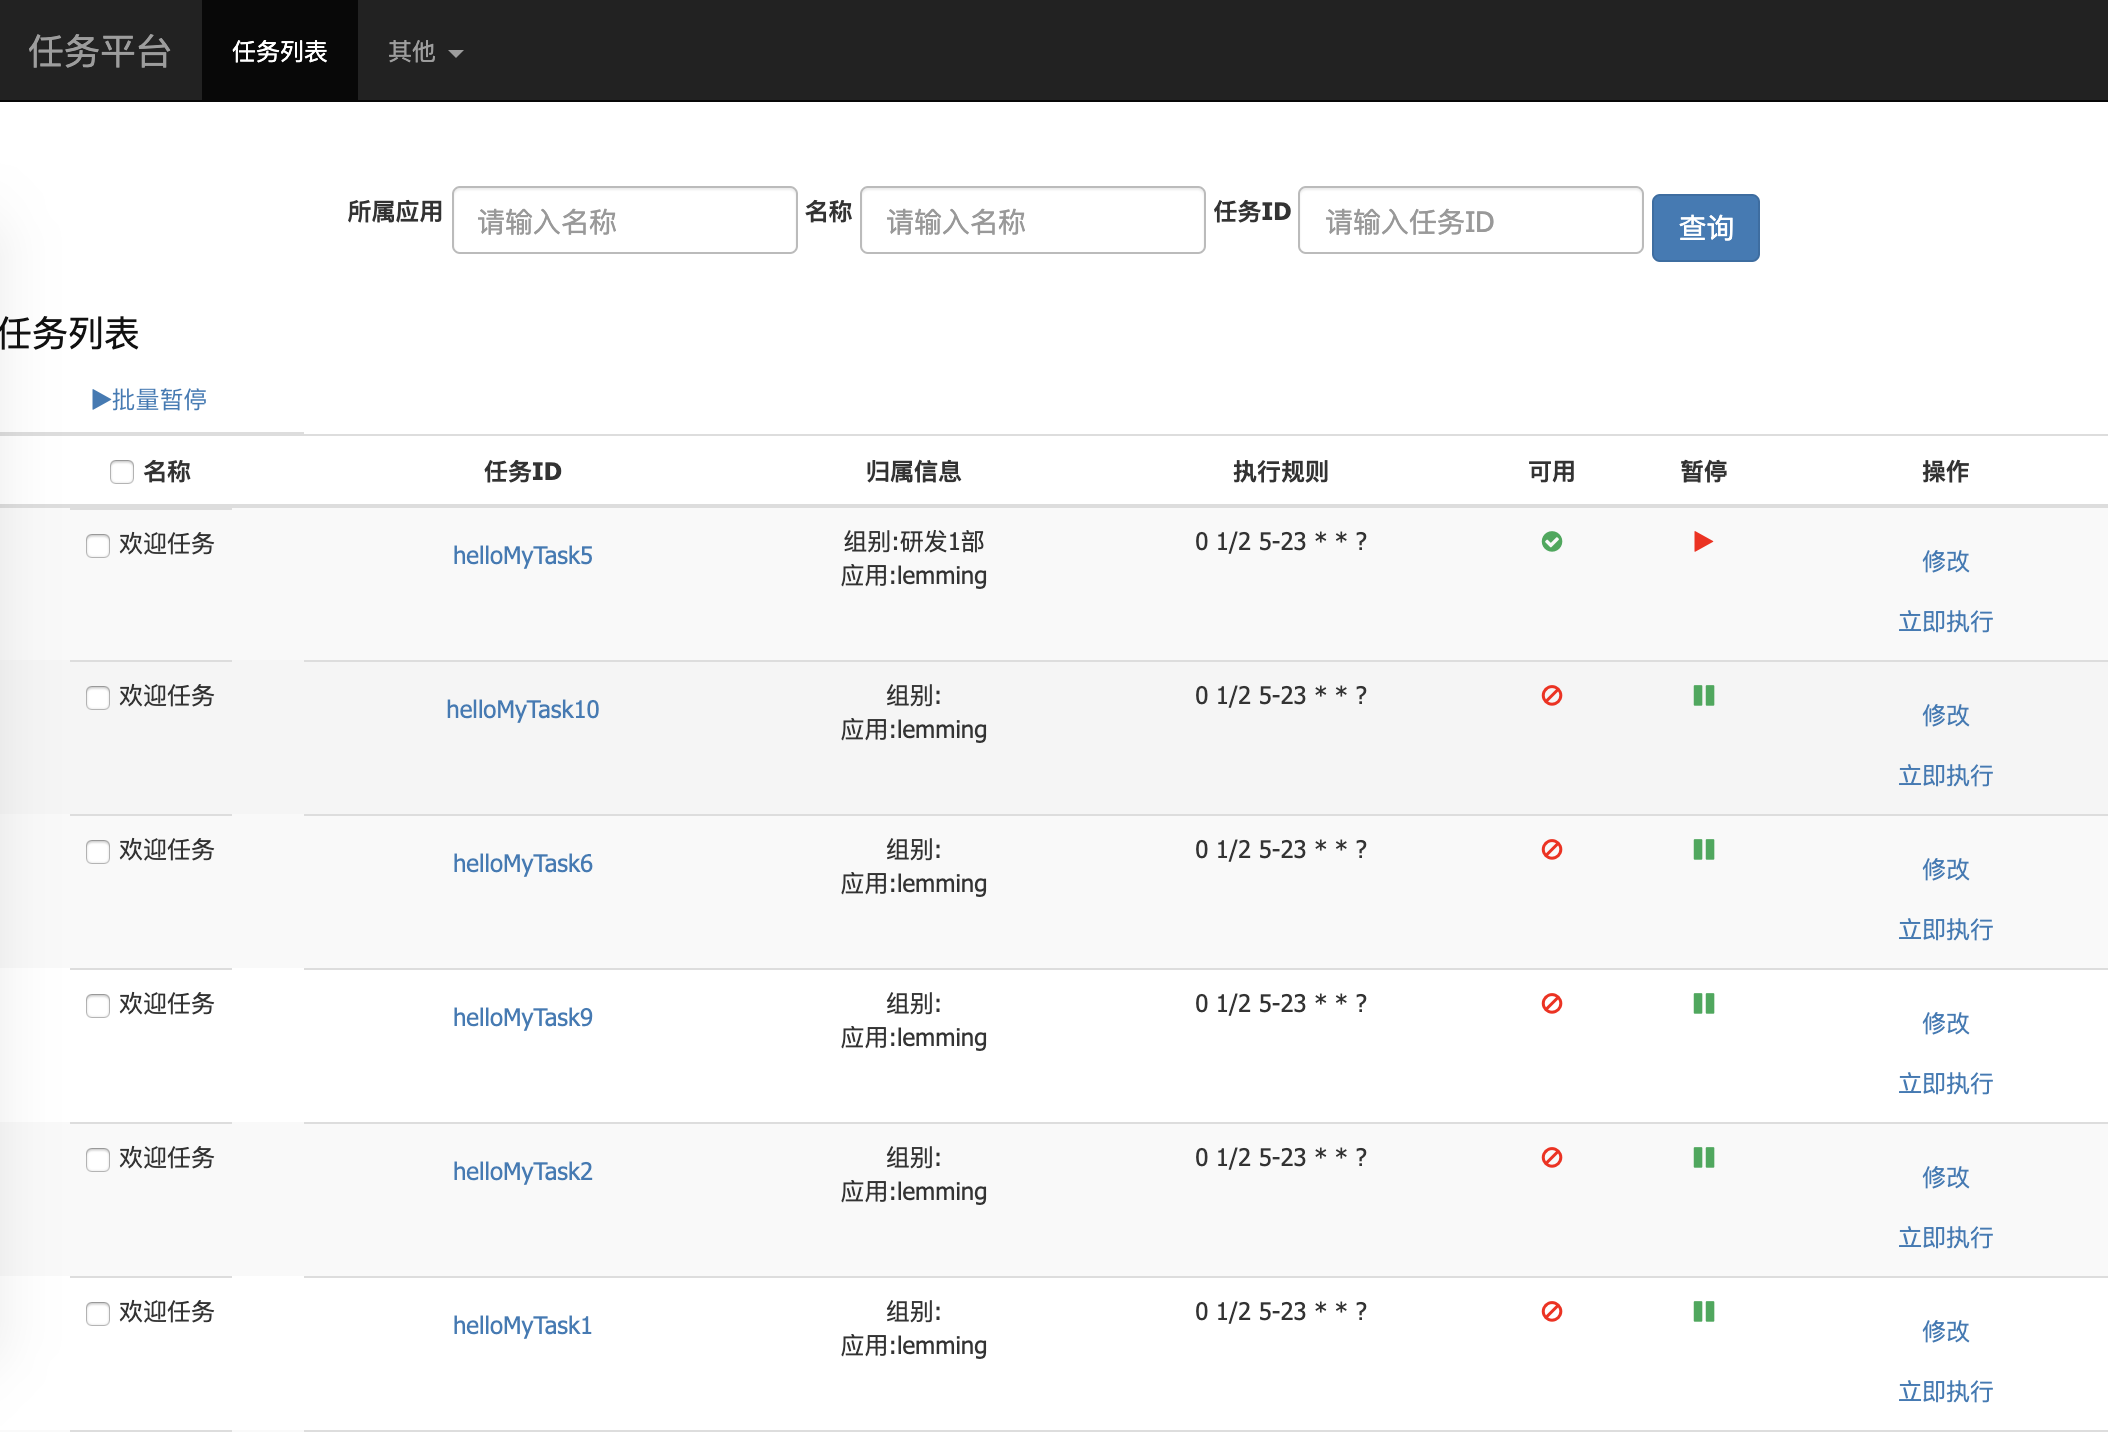 任务平台 任务列表 其他
所属应用 请输入名称 名称 请输入名称 任务ID 请输入任务ID 查询
任务列表
批量暂停
名称 任务ID 归属信息 执行规则 可用 暂停 操作
欢迎任务 helloMyTask5 组别:研发1部 0 1/2 5-23 * * ? 修改
应用:lemming
立即执行
欢迎任务 helloMyTask10 组别: 0 1/2 5-23 * * ? 修改
应用:lemming
立即执行
欢迎任务 helloMyTask6 组别: 0 1/2 5-23 * * ? 修改
应用:lemming
立即执行
欢迎任务 helloMyTask9 组别: 0 1/2 5-23 * * ? 修改
应用:lemming
立即执行
欢迎任务 helloMyTask2 组别: 0 1/2 5-23 * * ? 修改
应用:lemming
立即执行
欢迎任务 helloMyTask1 组别: 0 1/2 5-23 * * ? 修改
应用:lemming
立即执行